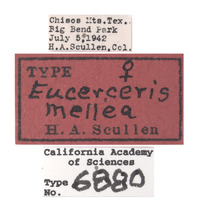 Chisos Mts.Tex.
Big Bend Park
July 5,1942
H.A.Scullen,Col.
TYPE ♀
Eucerceris
mellea
H.A.Scullen
California Academy
of Sciences
Type
No. 6880